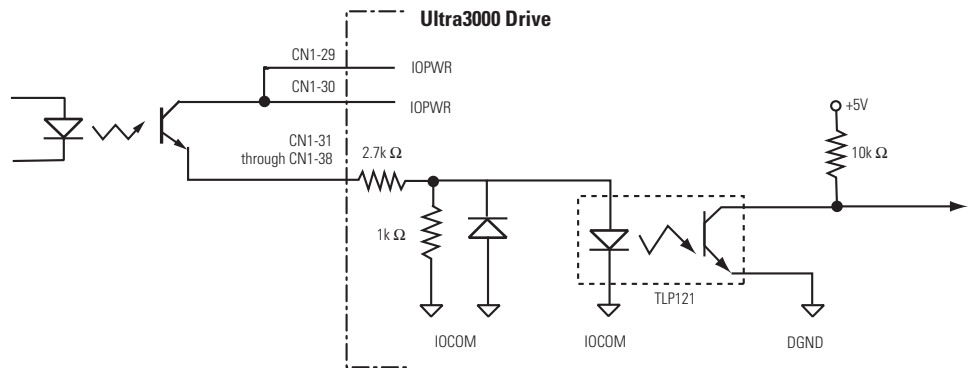 Ultra3000 Drive
CN1-29
IOPWR
CN1-30
IOPWR
+5V
CN1-31
through CN1-38
2.7k Ω
10k Ω
1k Ω
TLP121
IOCOM
IOCOM
DGND